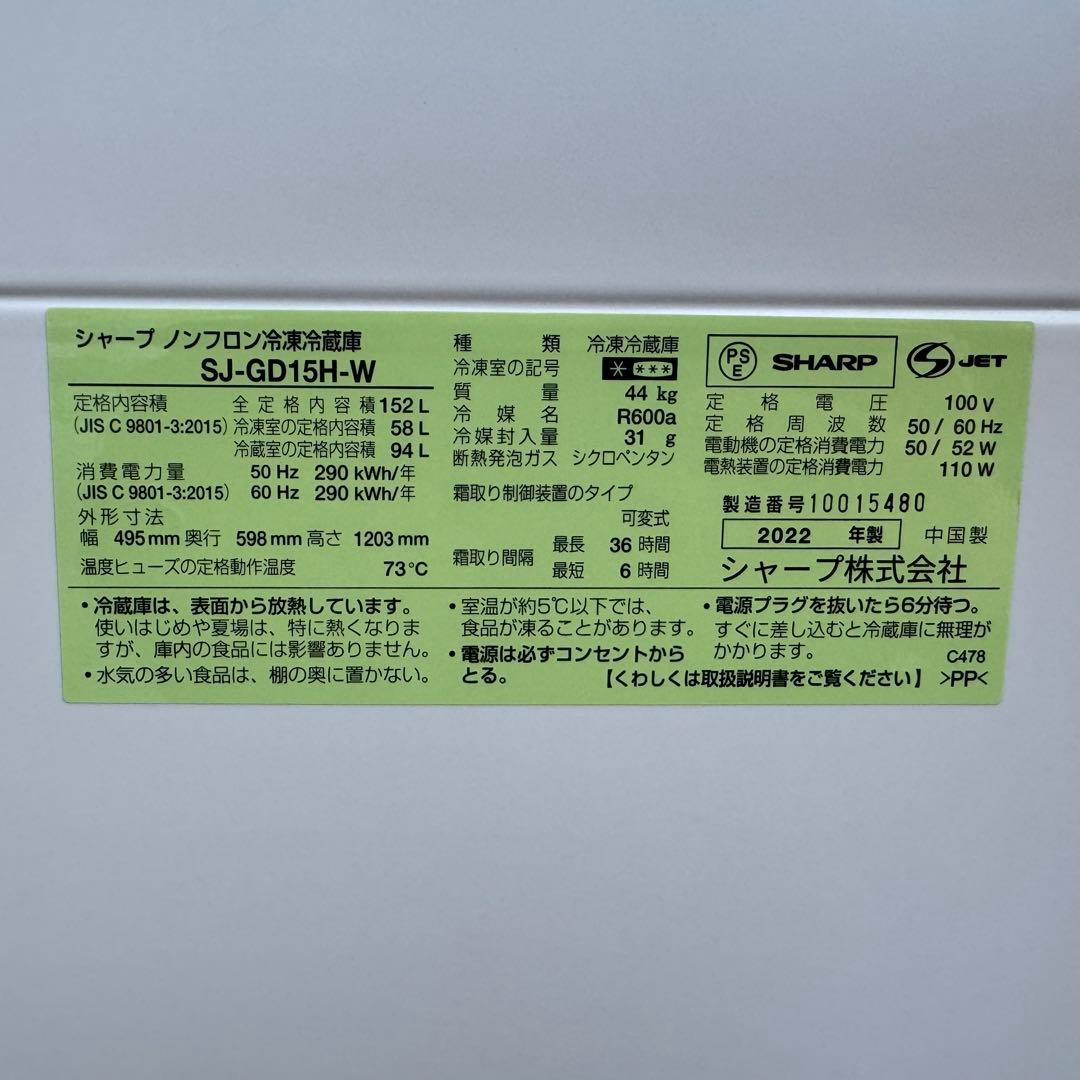 シャープ ノンフロン冷凍冷蔵庫
SJ-GD15H-W
定格内容積 全定格内容積 152 L
(JIS C 9801-3:2015) 冷凍室の定格内容積 58 L
冷蔵室の定格内容積 94 L
消費電力量 50 Hz 290 kWh/年
(JIS C 9801-3:2015) 60 Hz 290 kWh/年
外形寸法
幅 495 mm 奥行 598 mm 高さ 1203 mm
温度ヒューズの定格動作温度 73℃
種類 冷凍冷蔵庫
冷凍室の記号 * ***
質量 44 kg
冷媒名 R600a
冷媒封入量 31 g
断熱発泡ガス シクロペンタン
霜取り制御装置のタイプ
可変式
霜取り間隔 最長 36 時間
最短 6 時間
PSE SHARP JET
定格電圧 100 V
定格周波数 50 / 60 Hz
電動機の定格消費電力 50 / 52 W
電熱装置の定格消費電力 110 W
製造番号 10015480
2022 年製 中国製
シャープ株式会社
・冷蔵庫は、表面から放熱しています。
使いはじめや夏場は、特に熱くなりま
すが、庫内の食品には影響ありません。
・水気の多い食品は、棚の奥に置かない。
・室温が約5℃以下では、
食品が凍ることがあります。
・電源は必ずコンセントから
とる。
・電源プラグを抜いたら6分待つ。
すぐに差し込むと冷蔵庫に無理が
かかります。 C478
【くわしくは取扱説明書をご覧ください】 >PP<